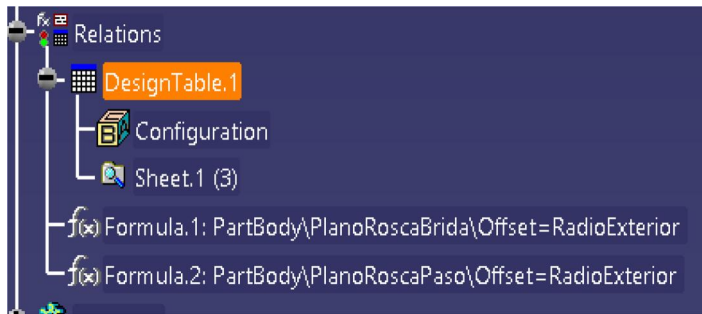 Relations
DesignTable.1
Configuration
Sheet.1 (3)
f(x) Formula.1: PartBody\PlanoRoscaBrida\Offset=RadioExterior
f(x) Formula.2: PartBody\PlanoRoscaPaso\Offset=RadioExterior